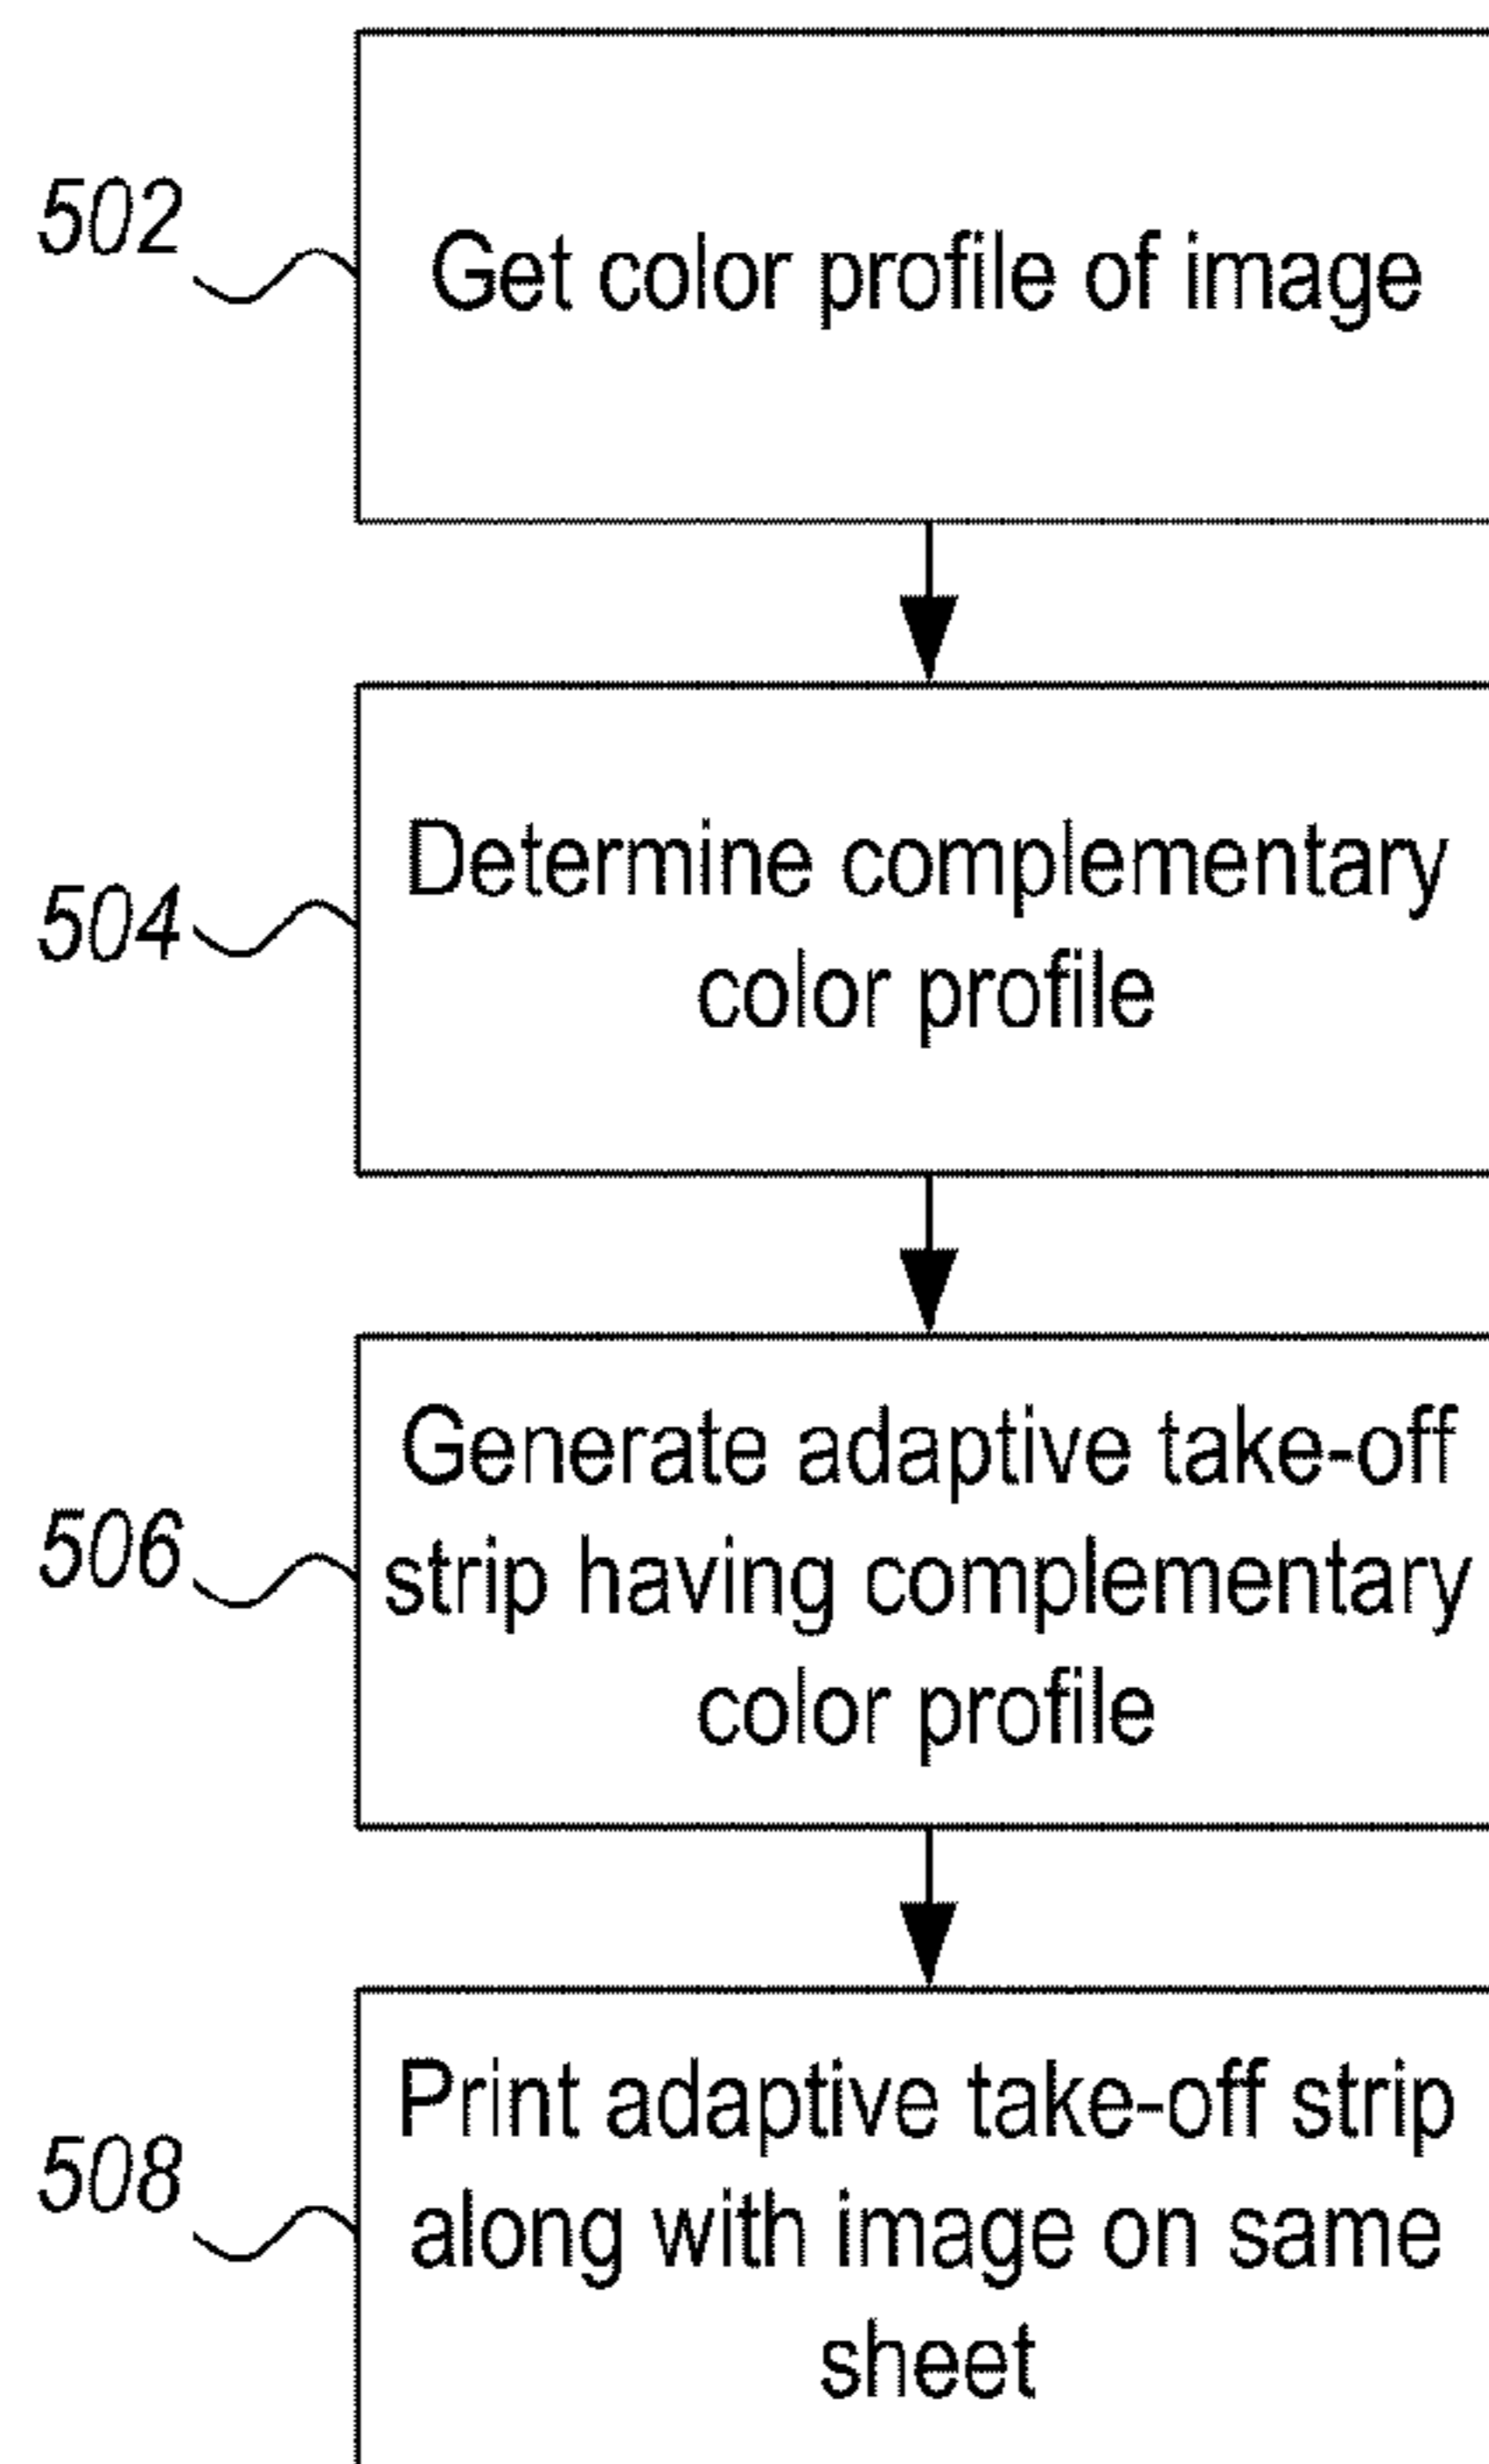 502
Get color profile of image
504
Determine complementary
color profile
506
Generate adaptive take-off
strip having complementary
color profile
508
Print adaptive take-off strip
along with image on same
sheet